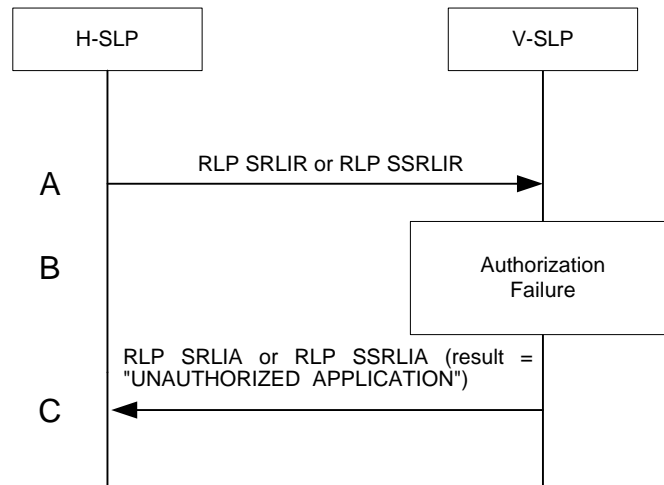 H-SLP
V-SLP
RLP SRLIR or RLP SSRLIR
A
B
Authorization
Failure
RLP SRLIA or RLP SSRLIA (result =
"UNAUTHORIZED APPLICATION")
C